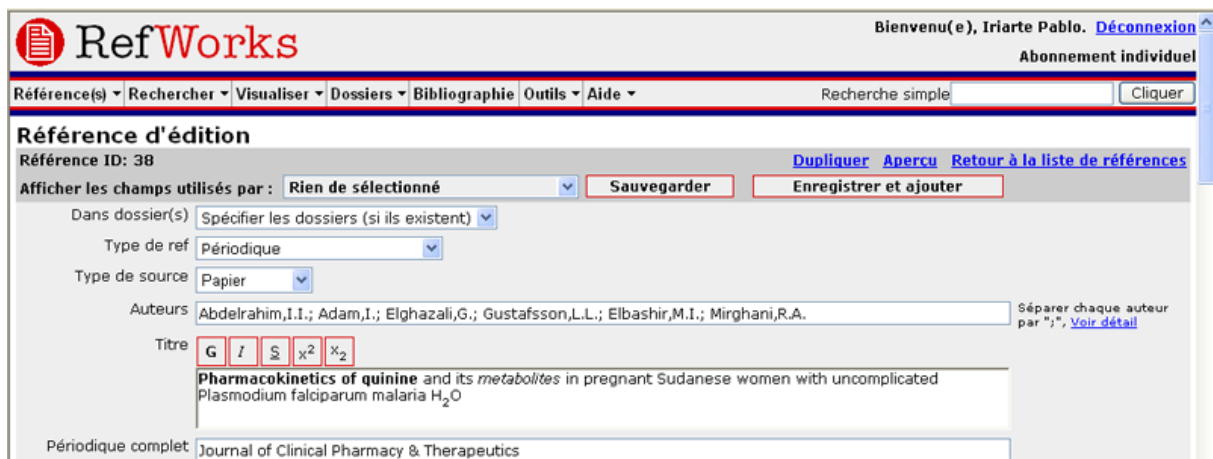 RefWorks
Bienvenu(e), Iriarte Pablo. Déconnexion
Abonnement individuel
Référence(s) Rechercher Visualiser Dossiers Bibliographie Outils Aide Recherche simple Cliquer
Référence d'édition
Référence ID: 38 Dupliquer Apercu Retour à la liste de références
Afficher les champs utilisés par : Rien de sélectionné Sauvegarder Enregistrer et ajouter
Dans dossier(s) Spécifier les dossiers (si ils existent)
Type de ref Périodique
Type de source Papier
Auteurs Abdelrahim,I.I.; Adam,I.; Elghazali,G.; Gustafsson,L.L.; Elbashir,M.I.; Mirghani,R.A. Séparer chaque auteur
par ";", Voir détail
Titre G I S x² x₂
Pharmacokinetics of quinine and its metabolites in pregnant Sudanese women with uncomplicated
Plasmodium falciparum malaria H₂O
Périodique complet Journal of Clinical Pharmacy & Therapeutics